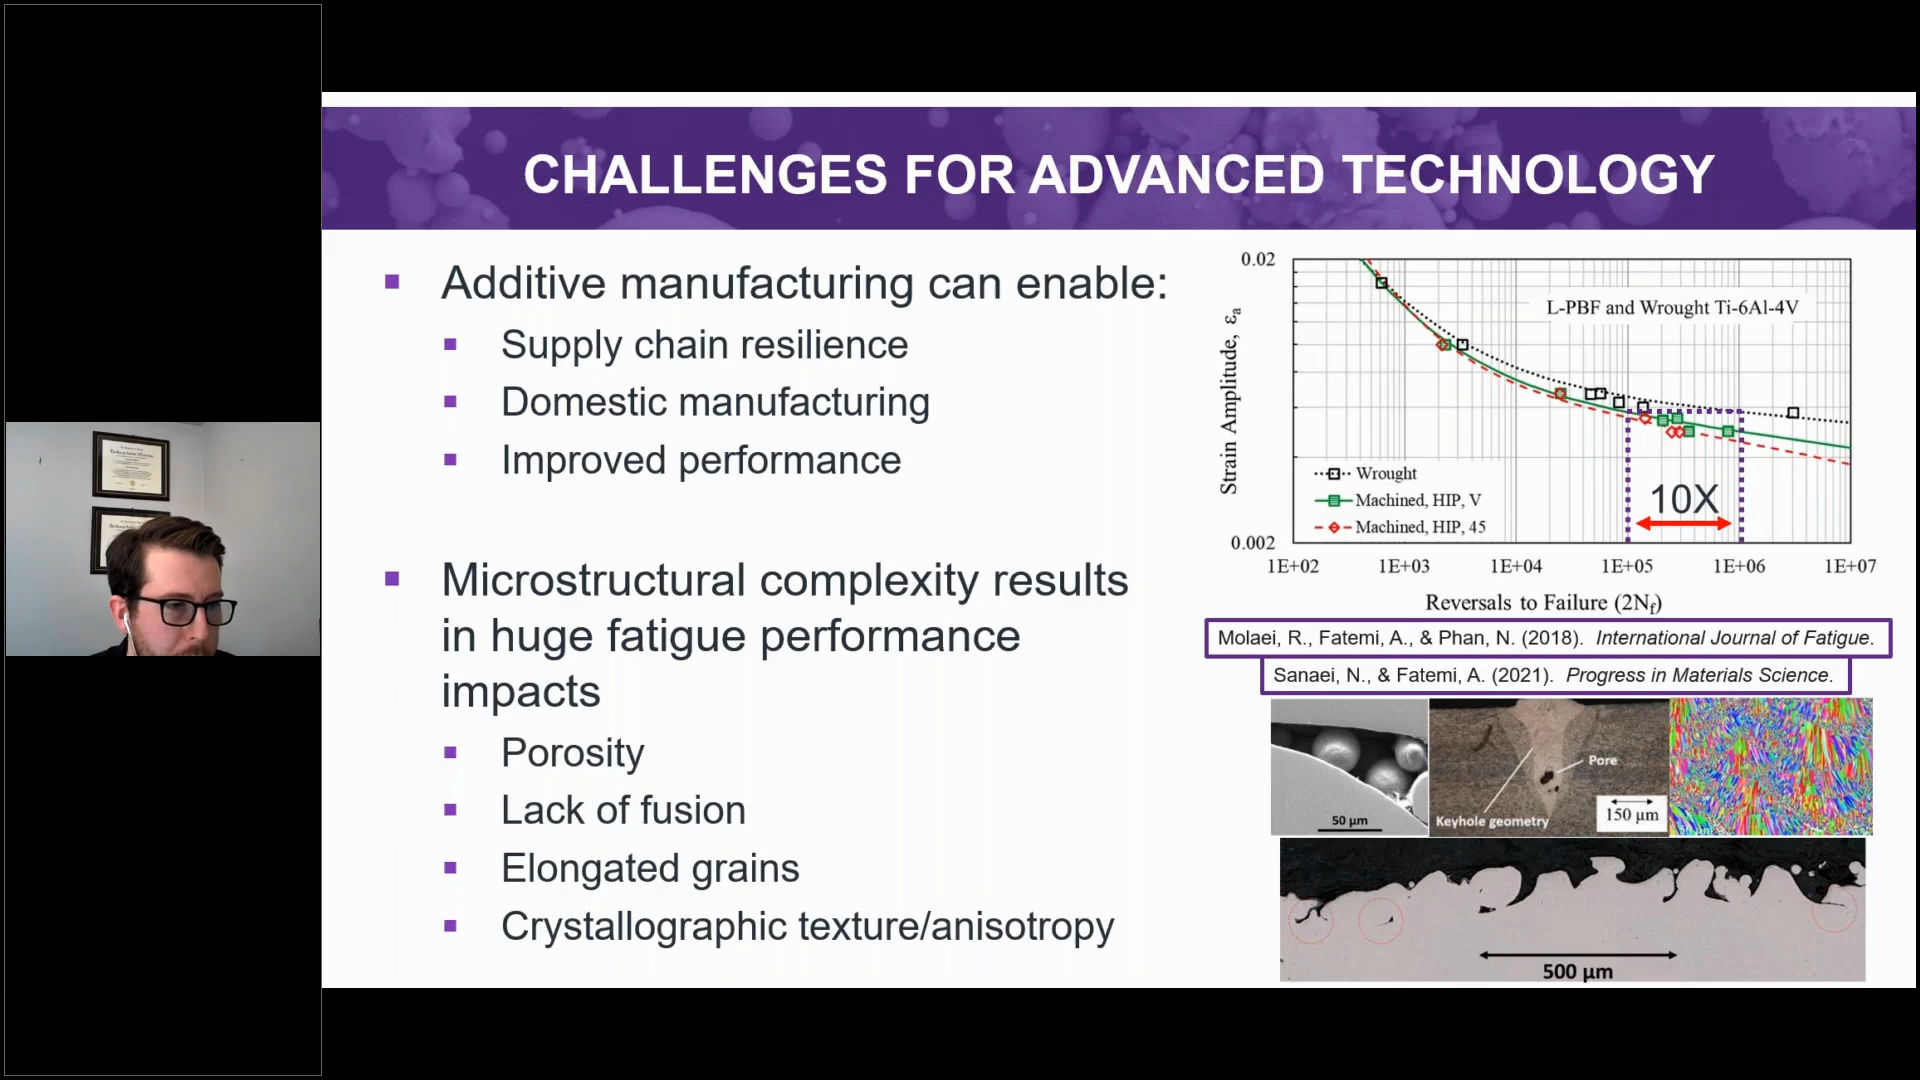 CHALLENGES FOR ADVANCED TECHNOLOGY
Additive manufacturing can enable:
Supply chain resilience
Domestic manufacturing
Improved performance
Microstructural complexity results
in huge fatigue performance
impacts
Porosity
Lack of fusion
Elongated grains
Crystallographic texture/anisotropy
0.02
L-PBF and Wrought Ti-6Al-4V
Strain Amplitude, εa
Wrought
Machined, HIP, V
Machined, HIP, 45
10X
0.002
1E+02 1E+03 1E+04 1E+05 1E+06 1E+07
Reversals to Failure (2Nf)
Molaei, R., Fatemi, A., & Phan, N. (2018). International Journal of Fatigue.
Sanaei, N., & Fatemi, A. (2021). Progress in Materials Science.
50 µm
Pore
Keyhole geometry
150 µm
500 µm